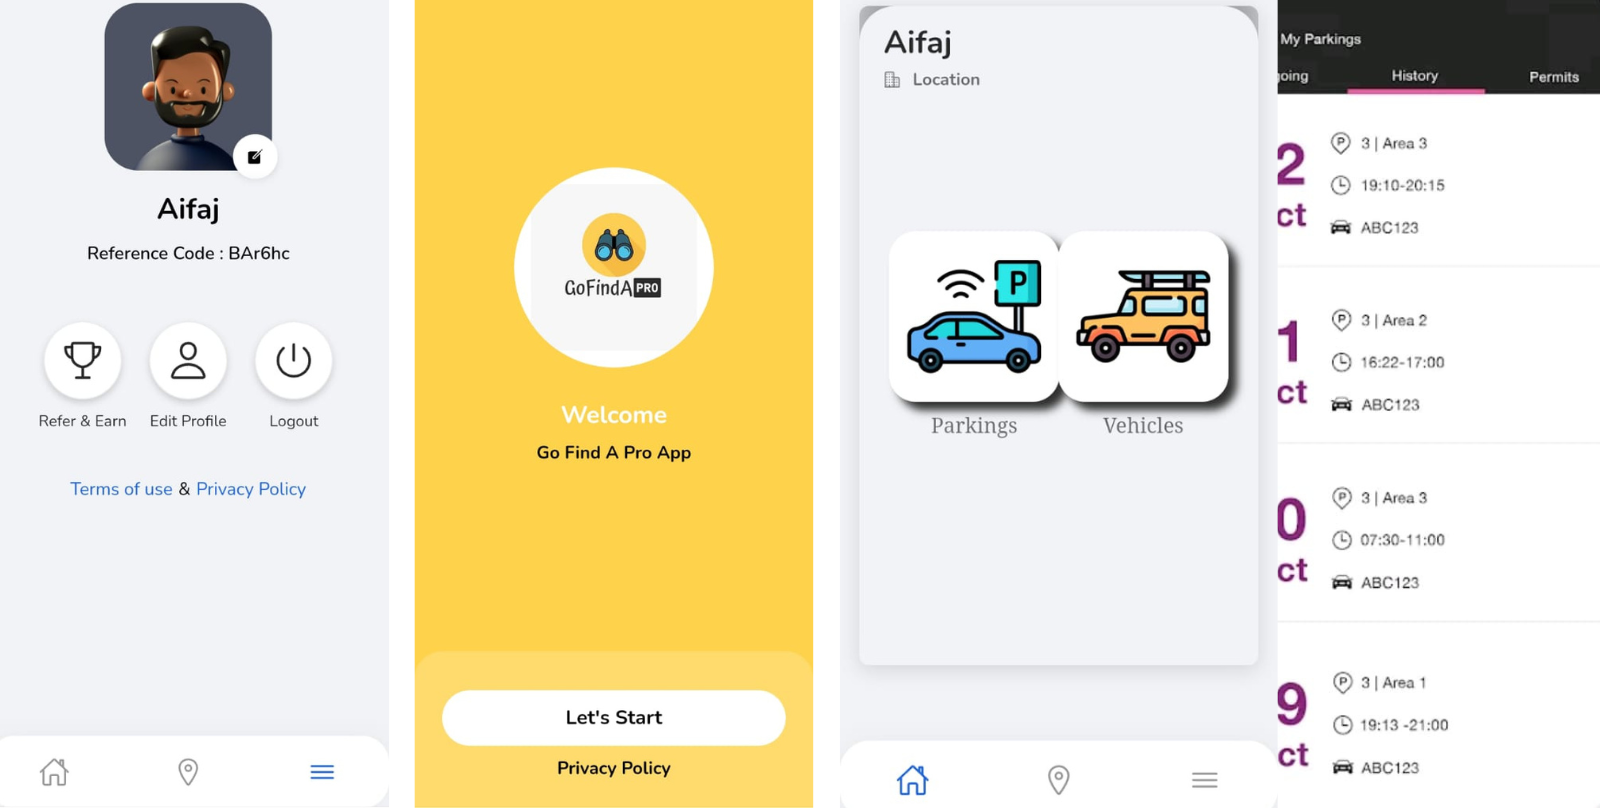 Aifaj
Reference Code : BAr6hc
Refer & Earn
Edit Profile
Logout
Terms of use & Privacy Policy
GoFindA PRO
Welcome
Go Find A Pro App
Let's Start
Privacy Policy
Aifaj
Location
P
Parkings
Vehicles
My Parkings
going
History
Permits
2
ct
P
3 | Area 3
19:10-20:15
ABC123
1
ct
P
3 | Area 2
16:22-17:00
ABC123
0
ct
P
3 | Area 3
07:30-11:00
ABC123
9
ct
P
3 | Area 1
19:13 -21:00
ABC123